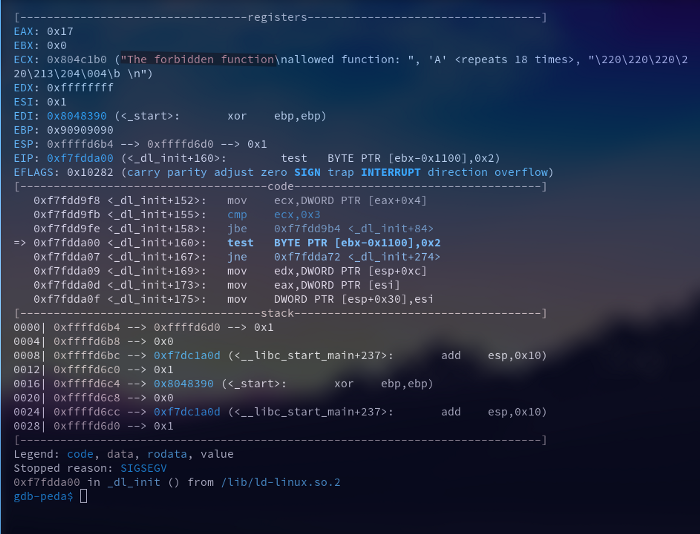 [----------------------------------registers-----------------------------------]
EAX: 0x17
EBX: 0x0
ECX: 0x804c1b0 ("The forbidden function\nallowed function: ", 'A' <repeats 18 times>, "\220\220\220\2
20\213\204\004\b \n")
EDX: 0xffffffff
ESI: 0x1
EDI: 0x8048390 (<_start>: xor ebp,ebp)
EBP: 0x90909090
ESP: 0xffffd6b4 --> 0xffffd6d0 --> 0x1
EIP: 0xf7fdda00 (<_dl_init+160>: test BYTE PTR [ebx-0x1100],0x2)
EFLAGS: 0x10282 (carry parity adjust zero SIGN trap INTERRUPT direction overflow)
[-------------------------------------code-------------------------------------]
0xf7fdd9f8 <_dl_init+152>: mov ecx,DWORD PTR [eax+0x4]
0xf7fdd9fb <_dl_init+155>: cmp ecx,0x3
0xf7fdd9fe <_dl_init+158>: jbe 0xf7fdd9b4 <_dl_init+84>
=> 0xf7fdda00 <_dl_init+160>: test BYTE PTR [ebx-0x1100],0x2
0xf7fdda07 <_dl_init+167>: jne 0xf7fdda72 <_dl_init+274>
0xf7fdda09 <_dl_init+169>: mov edx,DWORD PTR [esp+0xc]
0xf7fdda0d <_dl_init+173>: mov eax,DWORD PTR [esi]
0xf7fdda0f <_dl_init+175>: mov DWORD PTR [esp+0x30],esi
[------------------------------------stack-------------------------------------]
0000| 0xffffd6b4 --> 0xffffd6d0 --> 0x1
0004| 0xffffd6b8 --> 0x0
0008| 0xffffd6bc --> 0xf7dc1a0d (<__libc_start_main+237>: add esp,0x10)
0012| 0xffffd6c0 --> 0x1
0016| 0xffffd6c4 --> 0x8048390 (<_start>: xor ebp,ebp)
0020| 0xffffd6c8 --> 0x0
0024| 0xffffd6cc --> 0xf7dc1a0d (<__libc_start_main+237>: add esp,0x10)
0028| 0xffffd6d0 --> 0x1
[------------------------------------------------------------------------------]
Legend: code, data, rodata, value
Stopped reason: SIGSEGV
0xf7fdda00 in _dl_init () from /lib/ld-linux.so.2
gdb-peda$